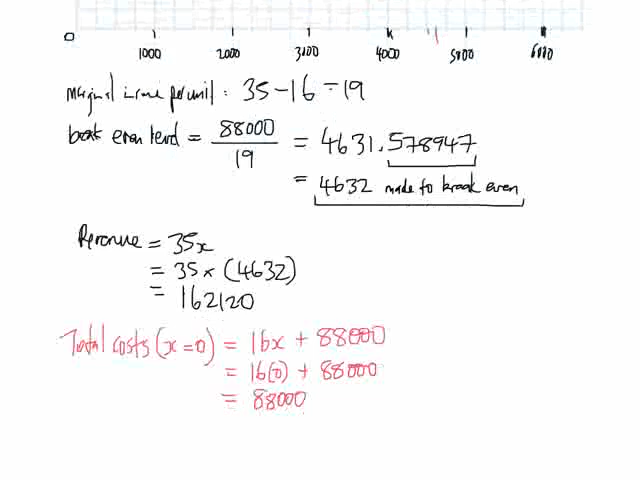 0 1000 2000 3000 4000 5000 6000
marginal income per unit : 35 - 16 = 19
break even level = 88000 / 19 = 4631.578947
= 4632 made to break even
Revenue = 35x
= 35 x (4632)
= 162120
Total costs (x=0) = 16x + 88000
= 16(0) + 88000
= 88000